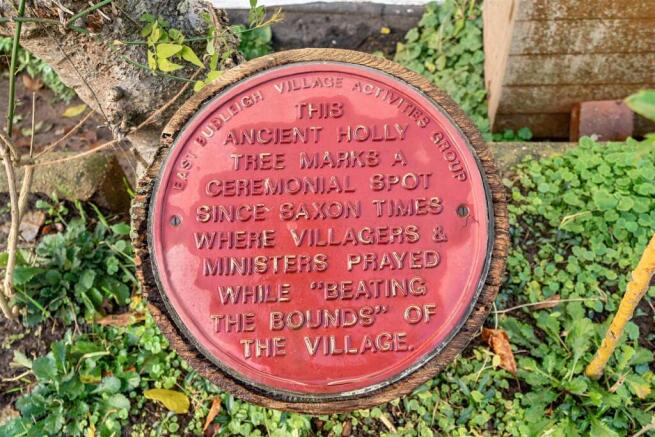 EAST BUDLEIGH VILLAGE ACTIVITIES GROUP
THIS
ANCIENT HOLLY
TREE MARKS A
CEREMONIAL SPOT
SINCE SAXON TIMES
WHERE VILLAGERS &
MINISTERS PRAYED
WHILE "BEATING
THE BOUNDS" OF
THE VILLAGE.